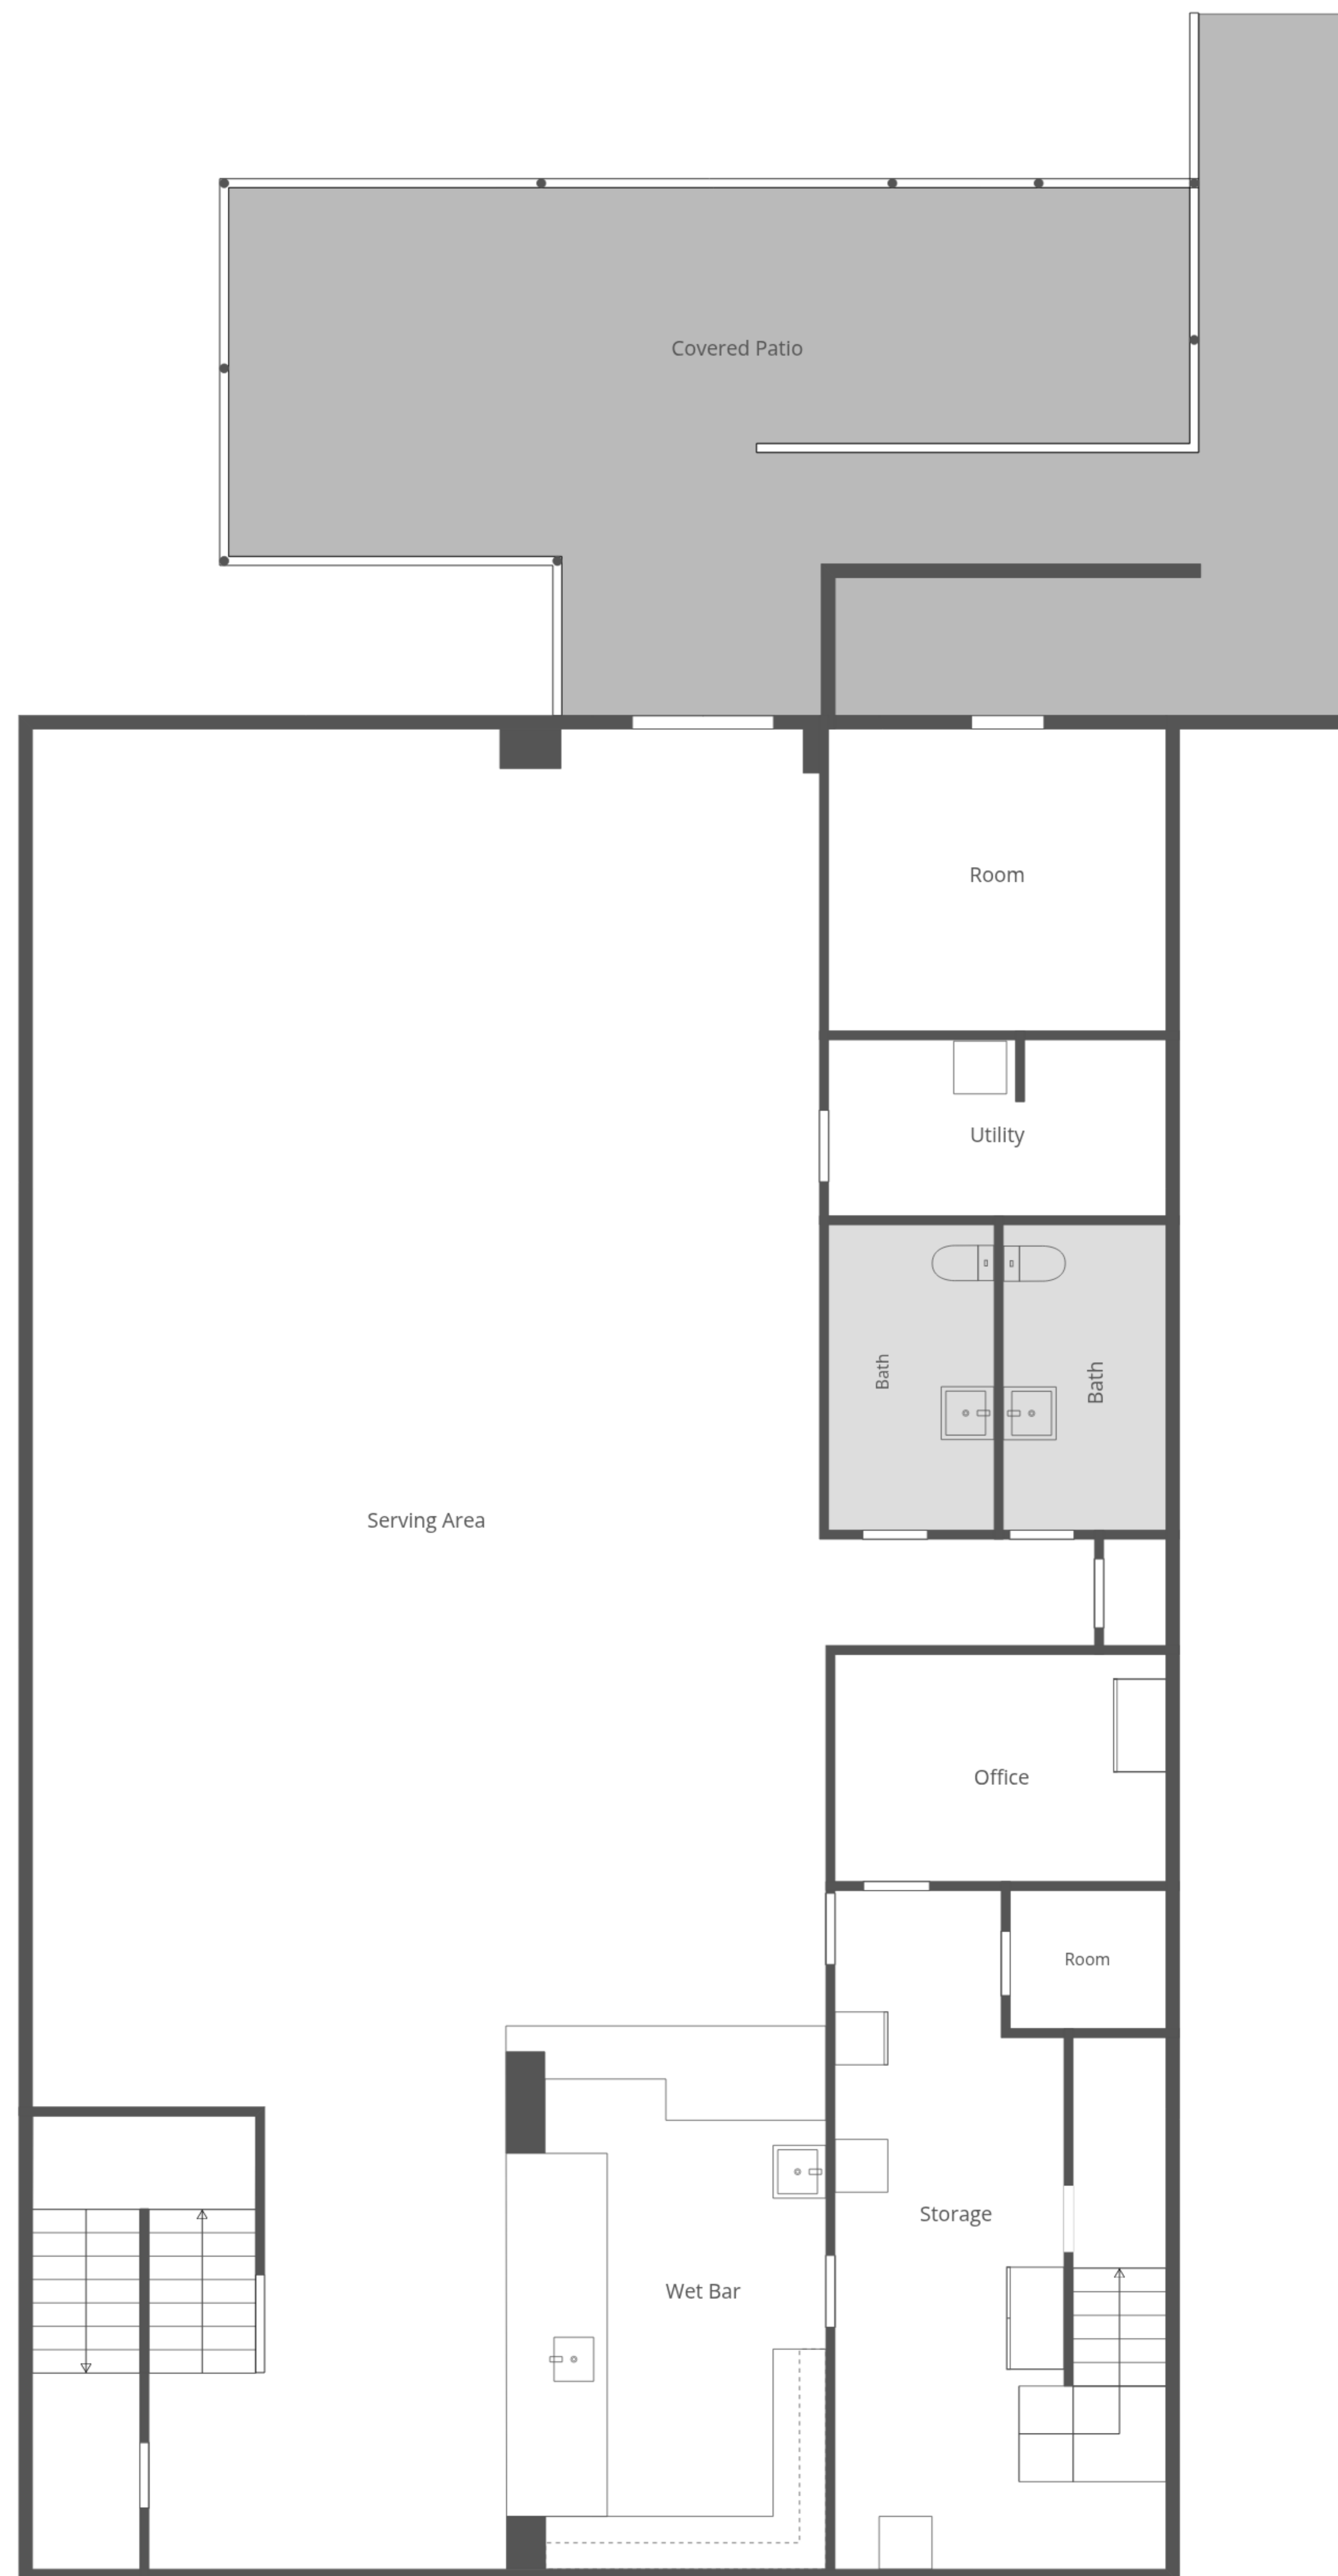 Covered Patio
Room
Utility
Bath
Bath
Serving Area
Office
Room
Storage
Wet Bar